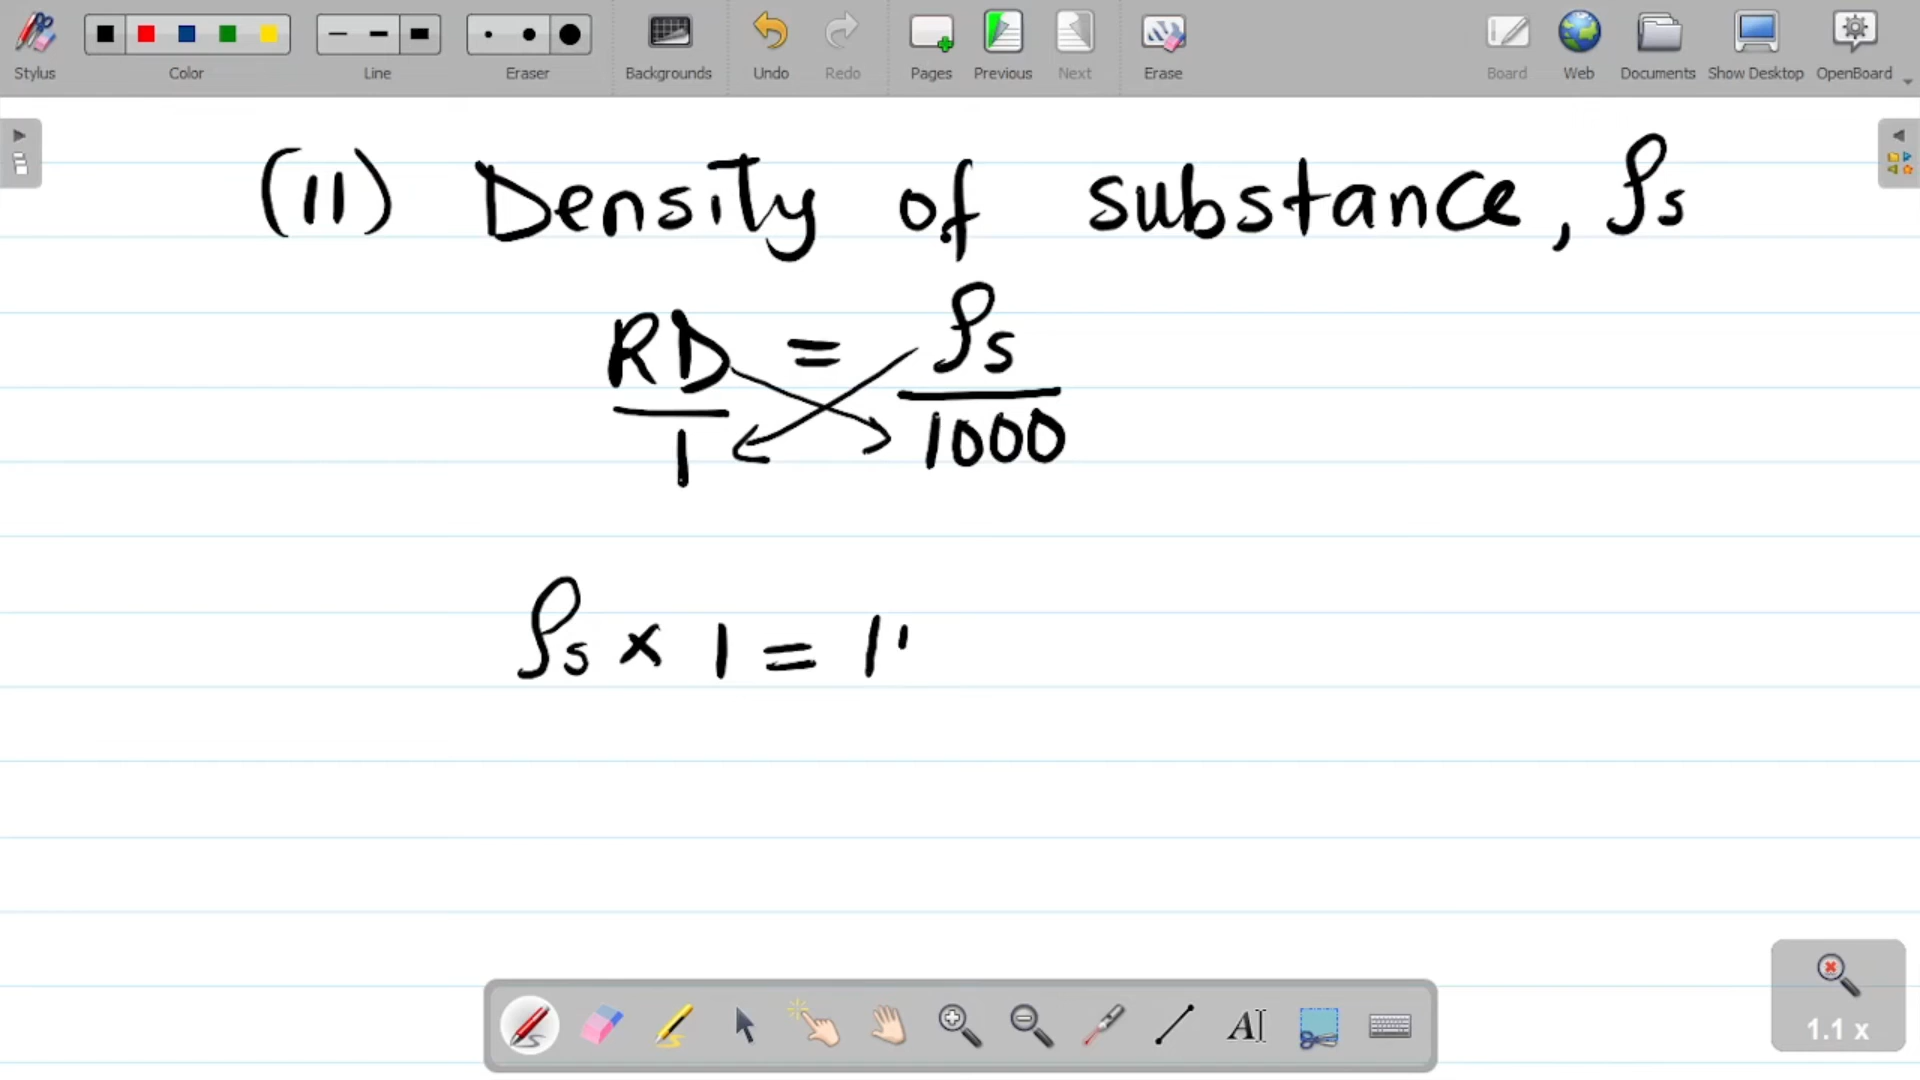 Stylus Color Line Eraser Backgrounds Undo Redo Pages Previous Next Erase Board Web Documents Show Desktop OpenBoard
(II) Density of substance, ρs
RD = ρs
1 1000
ρs × 1 = 1
1.1 x